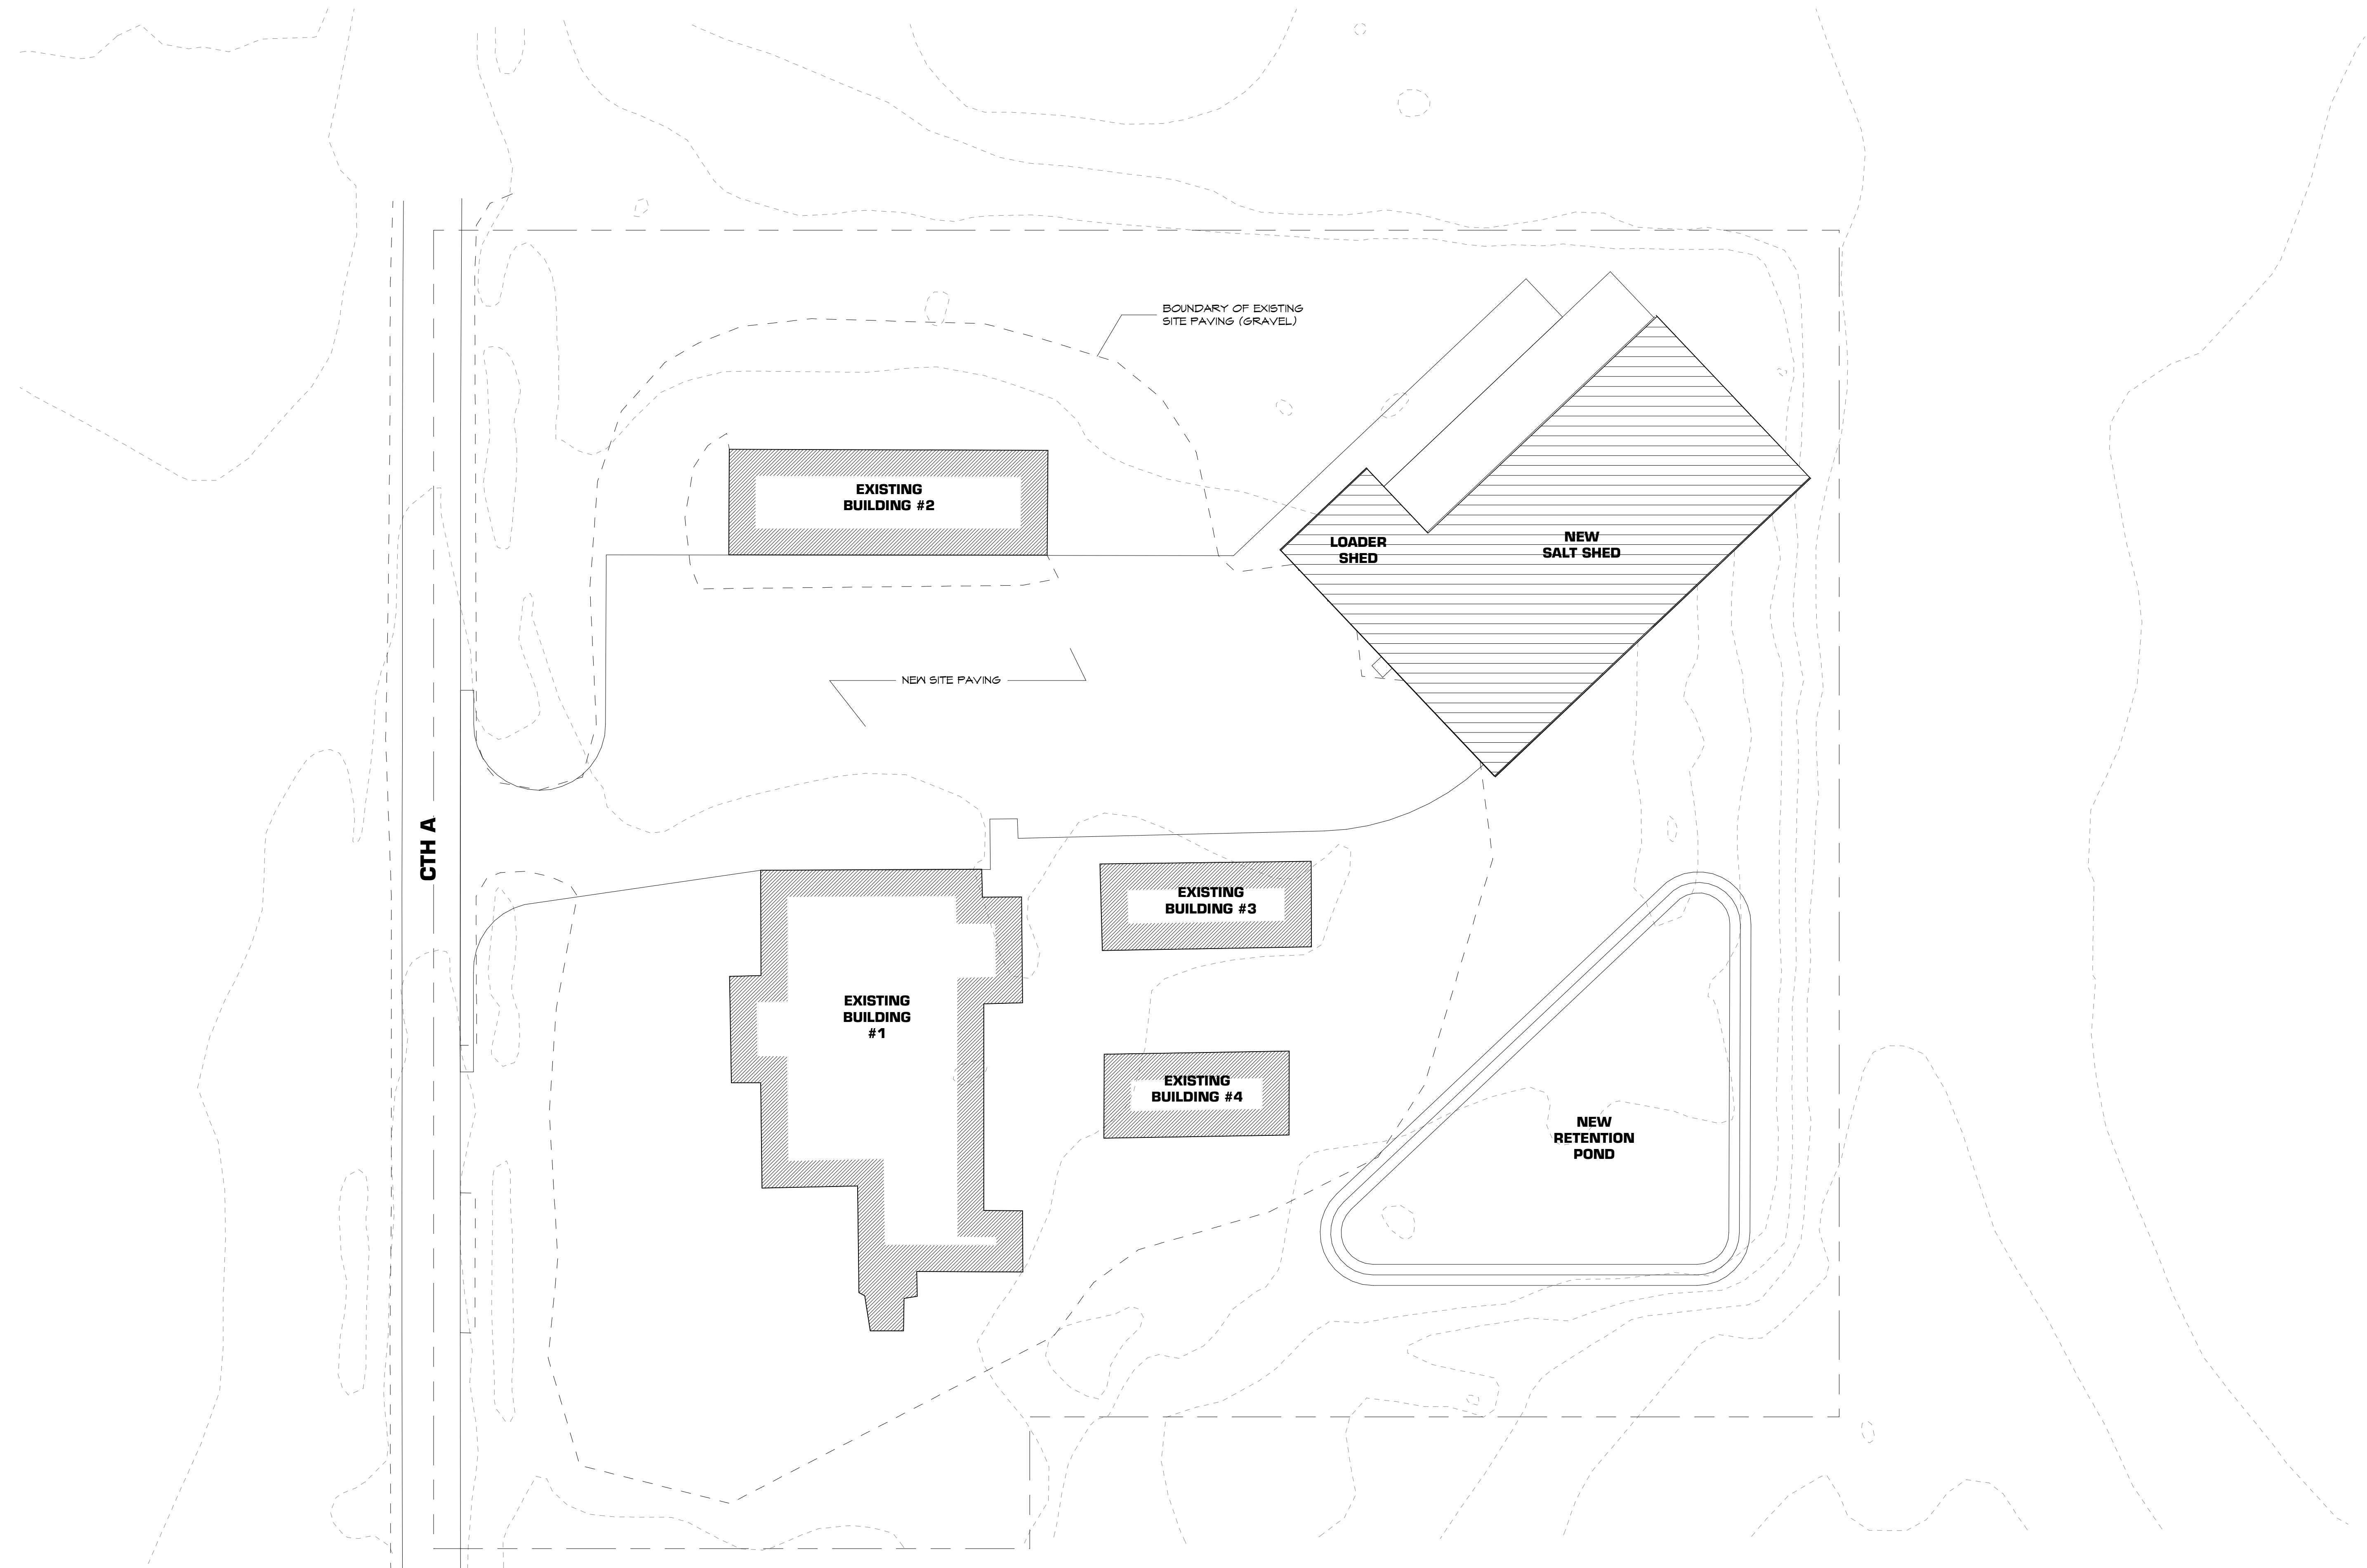 BOUNDARY OF EXISTING
SITE PAVING (GRAVEL)
EXISTING
BUILDING #2
LOADER
SHED
NEW
SALT SHED
NEW SITE PAVING
CTH A
EXISTING
BUILDING #3
EXISTING
BUILDING
#1
EXISTING
BUILDING #4
NEW
RETENTION
POND